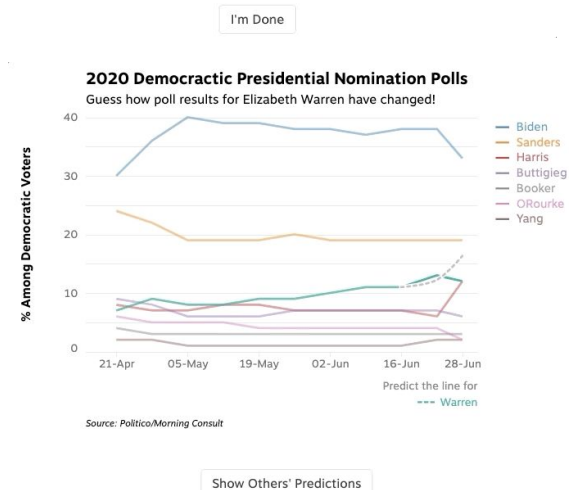 I'm Done
2020 Democractic Presidential Nomination Polls
Guess how poll results for Elizabeth Warren have changed!
% Among Democratic Voters
40
30
20
10
0
21-Apr 05-May 19-May 02-Jun 16-Jun 28-Jun
Biden
Sanders
Harris
Buttigieg
Booker
ORourke
Yang
Predict the line for
Warren
Source: Politico/Morning Consult
Show Others' Predictions